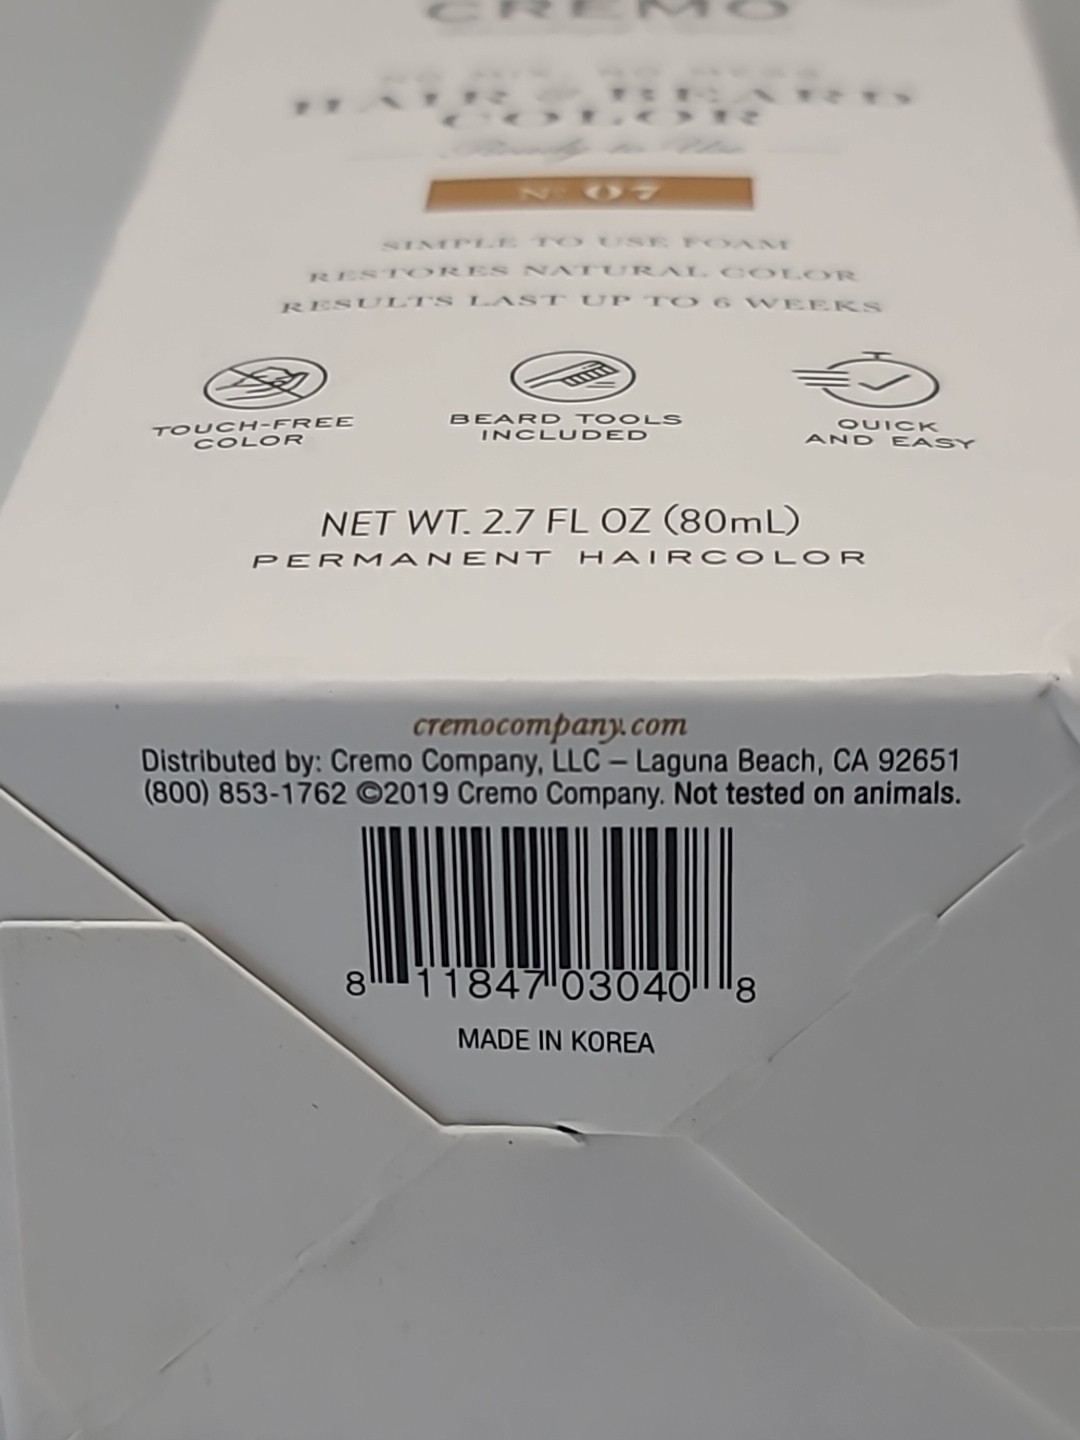 CREMO
HAIR & BEARD
COLOR
Ready to Use
Nº 07
SIMPLE TO USE FOAM
RESTORES NATURAL COLOR
RESULTS LAST UP TO 6 WEEKS
TOUCH-FREE
COLOR
BEARD TOOLS
INCLUDED
QUICK
AND EASY
NET WT. 2.7 FL OZ (80mL)
PERMANENT HAIRCOLOR
cremocompany.com
Distributed by: Cremo Company, LLC – Laguna Beach, CA 92651
(800) 853-1762 ©2019 Cremo Company. Not tested on animals.
8 11847 03040 8
MADE IN KOREA